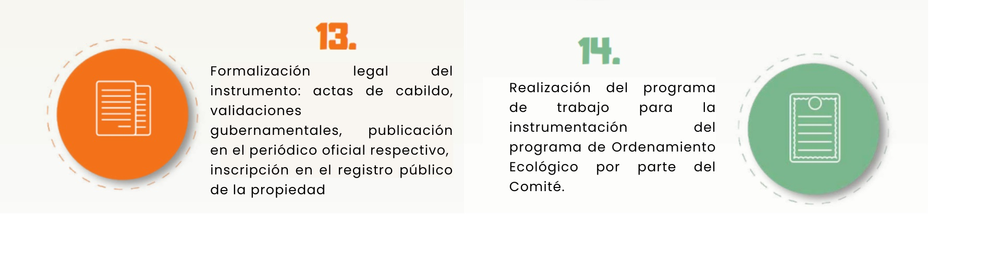 13.
Formalización legal del
instrumento: actas de cabildo,
validaciones
gubernamentales, publicación
en el periódico oficial respectivo,
inscripción en el registro público
de la propiedad
14.
Realización del programa
de trabajo para la
instrumentación del
programa de Ordenamiento
Ecológico por parte del
Comité.